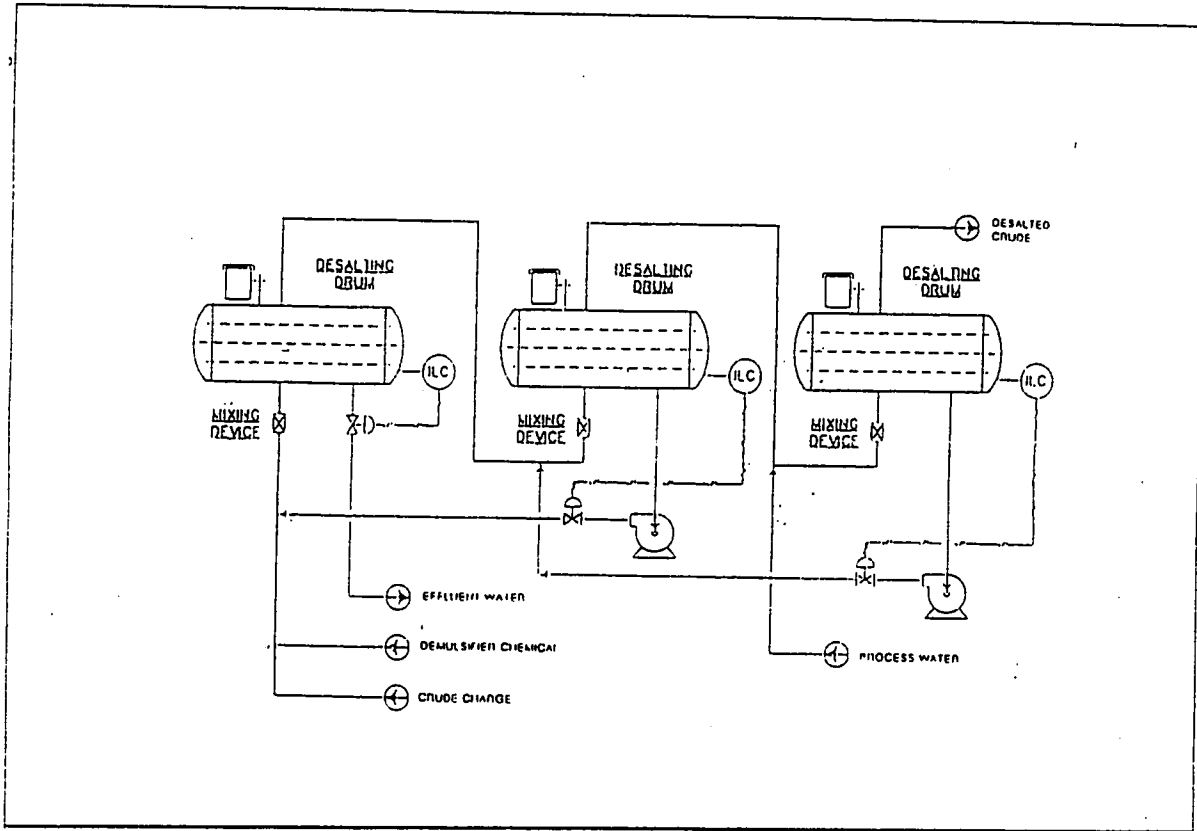 DESALTED
CRUDE
DESALTING
DRUM
DESALTING
DRUM
DESALTING
DRUM
ILC
ILC
ILC
MIXING
DEVICE
MIXING
DEVICE
MIXING
DEVICE
EFFLUENT WATER
DEMULSIFIER CHEMICAL
PROCESS WATER
CRUDE CHANGE